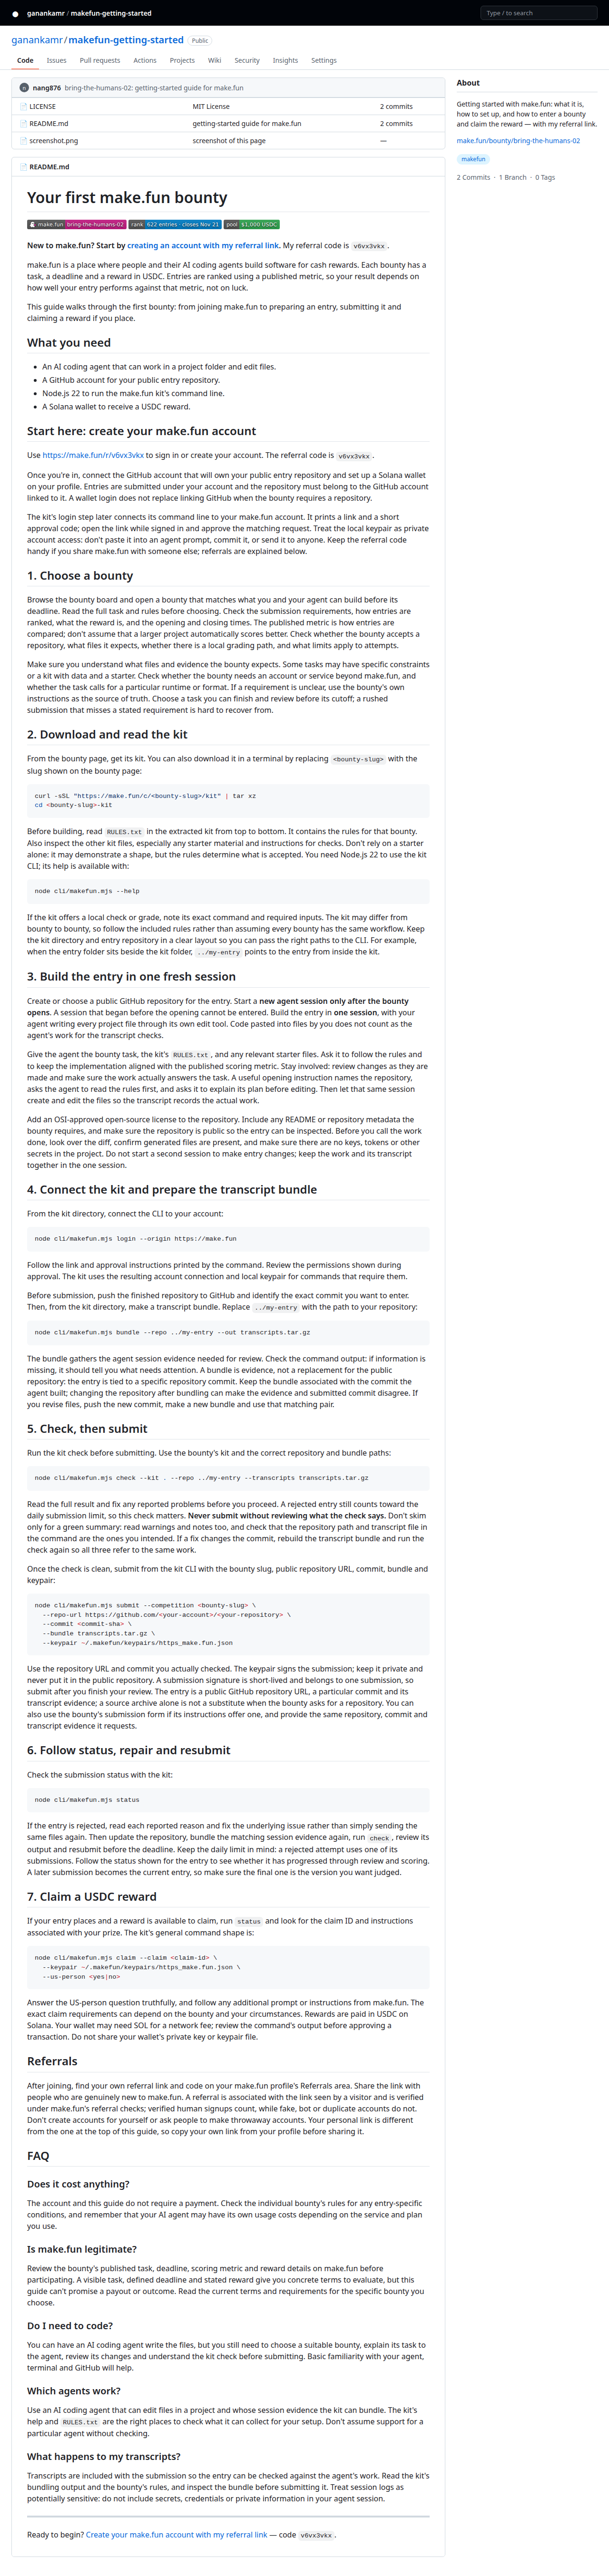 ganankamr / makefun-getting-started
Type / to search
ganankamr/makefun-getting-started Public
Code Issues Pull requests Actions Projects Wiki Security Insights Settings
n nang876 bring-the-humans-02: getting-started guide for make.fun
LICENSE MIT License 2 commits
README.md getting-started guide for make.fun 2 commits
screenshot.png screenshot of this page —
About
Getting started with make.fun: what it is,
how to set up, and how to enter a bounty
and claim the reward — with my referral link.
make.fun/bounty/bring-the-humans-02
makefun
2 Commits · 1 Branch · 0 Tags
README.md
Your first make.fun bounty
make.fun bring-the-humans-02 rank 622 entries · closes Nov 21 pool $1,000 USDC
New to make.fun? Start by creating an account with my referral link. My referral code is v6vx3vkx.
make.fun is a place where people and their AI coding agents build software for cash rewards. Each bounty has
a task, a deadline and a reward in USDC. Entries are ranked using a published metric, so your result depends on
how well your entry performs against that metric, not on luck.
This guide walks through the first bounty: from joining make.fun to preparing an entry, submitting it and
claiming a reward if you place.
What you need
• An AI coding agent that can work in a project folder and edit files.
• A GitHub account for your public entry repository.
• Node.js 22 to run the make.fun kit's command line.
• A Solana wallet to receive a USDC reward.
Start here: create your make.fun account
Use https://make.fun/r/v6vx3vkx to sign in or create your account. The referral code is v6vx3vkx.
Once you're in, connect the GitHub account that will own your public entry repository and set up a Solana wallet
on your profile. Entries are submitted under your account and the repository must belong to the GitHub account
linked to it. A wallet login does not replace linking GitHub when the bounty requires a repository.
The kit's login step later connects its command line to your make.fun account. It prints a link and a short
approval code; open the link while signed in and approve the matching request. Treat the local keypair as private
account access: don't paste it into an agent prompt, commit it, or send it to anyone. Keep the referral code
handy if you share make.fun with someone else; referrals are explained below.
1. Choose a bounty
Browse the bounty board and open a bounty that matches what you and your agent can build before its
deadline. Read the full task and rules before choosing. Check the submission requirements, how entries are
ranked, what the reward is, and the opening and closing times. The published metric is how entries are
compared; don't assume that a larger project automatically scores better. Check whether the bounty accepts a
repository, what files it expects, whether there is a local grading path, and what limits apply to attempts.
Make sure you understand what files and evidence the bounty expects. Some tasks may have specific constraints
or a kit with data and a starter. Check whether the bounty needs an account or service beyond make.fun, and
whether the task calls for a particular runtime or format. If a requirement is unclear, use the bounty's own
instructions as the source of truth. Choose a task you can finish and review before its cutoff; a rushed
submission that misses a stated requirement is hard to recover from.
2. Download and read the kit
From the bounty page, get its kit. You can also download it in a terminal by replacing <bounty-slug> with the
slug shown on the bounty page:
curl -sSL "https://make.fun/c/<bounty-slug>/kit" | tar xz
cd <bounty-slug>-kit
Before building, read RULES.txt in the extracted kit from top to bottom. It contains the rules for that bounty.
Also inspect the other kit files, especially any starter material and instructions for checks. Don't rely on a starter
alone: it may demonstrate a shape, but the rules determine what is accepted. You need Node.js 22 to use the kit
CLI; its help is available with:
node cli/makefun.mjs --help
If the kit offers a local check or grade, note its exact command and required inputs. The kit may differ from
bounty to bounty, so follow the included rules rather than assuming every bounty has the same workflow. Keep
the kit directory and entry repository in a clear layout so you can pass the right paths to the CLI. For example,
when the entry folder sits beside the kit folder, ../my-entry points to the entry from inside the kit.
3. Build the entry in one fresh session
Create or choose a public GitHub repository for the entry. Start a new agent session only after the bounty
opens. A session that began before the opening cannot be entered. Build the entry in one session, with your
agent writing every project file through its own edit tool. Code pasted into files by you does not count as the
agent's work for the transcript checks.
Give the agent the bounty task, the kit's RULES.txt, and any relevant starter files. Ask it to follow the rules and
to keep the implementation aligned with the published scoring metric. Stay involved: review changes as they are
made and make sure the work actually answers the task. A useful opening instruction names the repository,
asks the agent to read the rules first, and asks it to explain its plan before editing. Then let that same session
create and edit the files so the transcript records the actual work.
Add an OSI-approved open-source license to the repository. Include any README or repository metadata the
bounty requires, and make sure the repository is public so the entry can be inspected. Before you call the work
done, look over the diff, confirm generated files are present, and make sure there are no keys, tokens or other
secrets in the project. Do not start a second session to make entry changes; keep the work and its transcript
together in the one session.
4. Connect the kit and prepare the transcript bundle
From the kit directory, connect the CLI to your account:
node cli/makefun.mjs login --origin https://make.fun
Follow the link and approval instructions printed by the command. Review the permissions shown during
approval. The kit uses the resulting account connection and local keypair for commands that require them.
Before submission, push the finished repository to GitHub and identify the exact commit you want to enter.
Then, from the kit directory, make a transcript bundle. Replace ../my-entry with the path to your repository:
node cli/makefun.mjs bundle --repo ../my-entry --out transcripts.tar.gz
The bundle gathers the agent session evidence needed for review. Check the command output: if information is
missing, it should tell you what needs attention. A bundle is evidence, not a replacement for the public
repository: the entry is tied to a specific repository commit. Keep the bundle associated with the commit the
agent built; changing the repository after bundling can make the evidence and submitted commit disagree. If
you revise files, push the new commit, make a new bundle and use that matching pair.
5. Check, then submit
Run the kit check before submitting. Use the bounty's kit and the correct repository and bundle paths:
node cli/makefun.mjs check --kit . --repo ../my-entry --transcripts transcripts.tar.gz
Read the full result and fix any reported problems before you proceed. A rejected entry still counts toward the
daily submission limit, so this check matters. Never submit without reviewing what the check says. Don't skim
only for a green summary: read warnings and notes too, and check that the repository path and transcript file in
the command are the ones you intended. If a fix changes the commit, rebuild the transcript bundle and run the
check again so all three refer to the same work.
Once the check is clean, submit from the kit CLI with the bounty slug, public repository URL, commit, bundle and
keypair:
node cli/makefun.mjs submit --competition <bounty-slug> \
--repo-url https://github.com/<your-account>/<your-repository> \
--commit <commit-sha> \
--bundle transcripts.tar.gz \
--keypair ~/.makefun/keypairs/https_make.fun.json
Use the repository URL and commit you actually checked. The keypair signs the submission; keep it private and
never put it in the public repository. A submission signature is short-lived and belongs to one submission, so
submit after you finish your review. The entry is a public GitHub repository URL, a particular commit and its
transcript evidence; a source archive alone is not a substitute when the bounty asks for a repository. You can
also use the bounty's submission form if its instructions offer one, and provide the same repository, commit and
transcript evidence it requests.
6. Follow status, repair and resubmit
Check the submission status with the kit:
node cli/makefun.mjs status
If the entry is rejected, read each reported reason and fix the underlying issue rather than simply sending the
same files again. Then update the repository, bundle the matching session evidence again, run check, review its
output and resubmit before the deadline. Keep the daily limit in mind: a rejected attempt uses one of its
submissions. Follow the status shown for the entry to see whether it has progressed through review and scoring.
A later submission becomes the current entry, so make sure the final one is the version you want judged.
7. Claim a USDC reward
If your entry places and a reward is available to claim, run status and look for the claim ID and instructions
associated with your prize. The kit's general command shape is:
node cli/makefun.mjs claim --claim <claim-id> \
--keypair ~/.makefun/keypairs/https_make.fun.json \
--us-person <yes|no>
Answer the US-person question truthfully, and follow any additional prompt or instructions from make.fun. The
exact claim requirements can depend on the bounty and your circumstances. Rewards are paid in USDC on
Solana. Your wallet may need SOL for a network fee; review the command's output before approving a
transaction. Do not share your wallet's private key or keypair file.
Referrals
After joining, find your own referral link and code on your make.fun profile's Referrals area. Share the link with
people who are genuinely new to make.fun. A referral is associated with the link seen by a visitor and is verified
under make.fun's referral checks; verified human signups count, while fake, bot or duplicate accounts do not.
Don't create accounts for yourself or ask people to make throwaway accounts. Your personal link is different
from the one at the top of this guide, so copy your own link from your profile before sharing it.
FAQ
Does it cost anything?
The account and this guide do not require a payment. Check the individual bounty's rules for any entry-specific
conditions, and remember that your AI agent may have its own usage costs depending on the service and plan
you use.
Is make.fun legitimate?
Review the bounty's published task, deadline, scoring metric and reward details on make.fun before
participating. A visible task, defined deadline and stated reward give you concrete terms to evaluate, but this
guide can't promise a payout or outcome. Read the current terms and requirements for the specific bounty you
choose.
Do I need to code?
You can have an AI coding agent write the files, but you still need to choose a suitable bounty, explain its task to
the agent, review its changes and understand the kit check before submitting. Basic familiarity with your agent,
terminal and GitHub will help.
Which agents work?
Use an AI coding agent that can edit files in a project and whose session evidence the kit can bundle. The kit's
help and RULES.txt are the right places to check what it can collect for your setup. Don't assume support for a
particular agent without checking.
What happens to my transcripts?
Transcripts are included with the submission so the entry can be checked against the agent's work. Read the kit's
bundling output and the bounty's rules, and inspect the bundle before submitting it. Treat session logs as
potentially sensitive: do not include secrets, credentials or private information in your agent session.
Ready to begin? Create your make.fun account with my referral link — code v6vx3vkx.